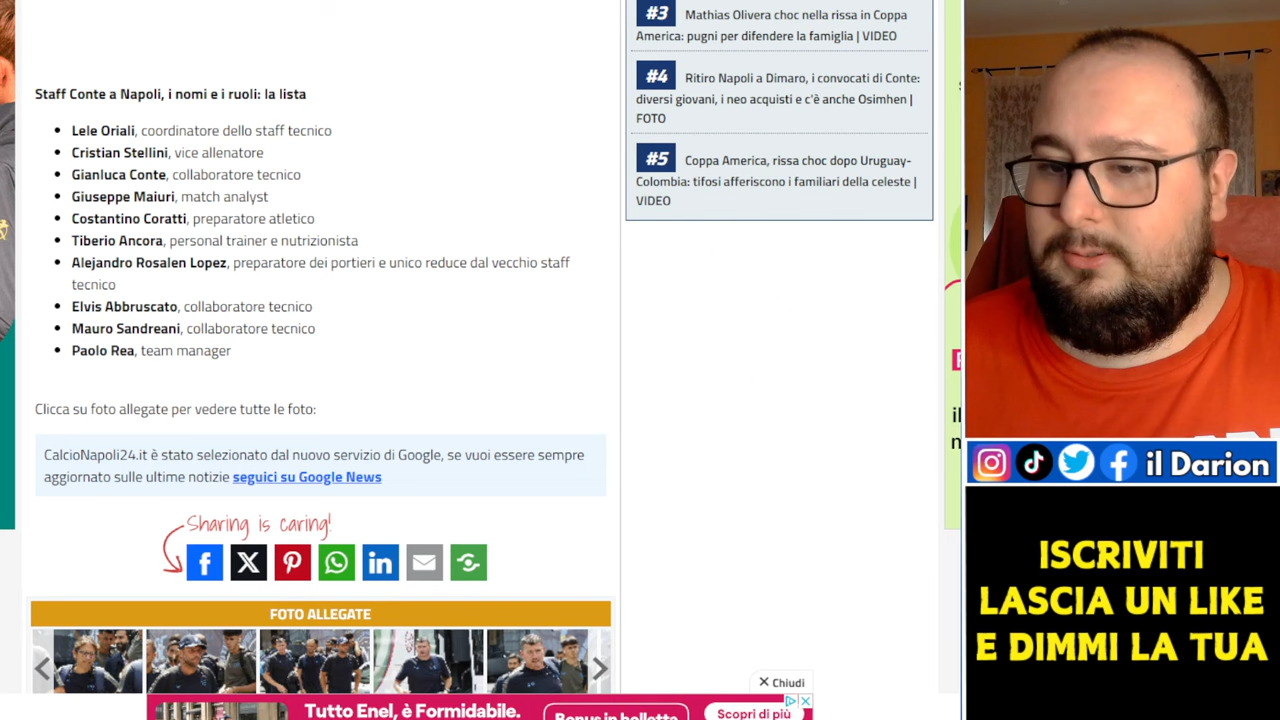 Staff Conte a Napoli, i nomi e i ruoli: la lista
Lele Oriali, coordinatore dello staff tecnico
Cristian Stellini, vice allenatore
Gianluca Conte, collaboratore tecnico
Giuseppe Maiuri, match analyst
Costantino Coratti, preparatore atletico
Tiberio Ancora, personal trainer e nutrizionista
Alejandro Rosalen Lopez, preparatore dei portieri e unico reduce dal vecchio staff
tecnico
Elvis Abbruscato, collaboratore tecnico
Mauro Sandreani, collaboratore tecnico
Paolo Rea, team manager
Clicca su foto allegate per vedere tutte le foto:
CalcioNapoli24.it è stato selezionato dal nuovo servizio di Google, se vuoi essere sempre
aggiornato sulle ultime notizie seguici su Google News
Sharing is caring!
FOTO ALLEGATE
#3 Mathias Olivera choc nella rissa in Coppa
America: pugni per difendere la famiglia | VIDEO
#4 Ritiro Napoli a Dimaro, i convocati di Conte:
diversi giovani, i neo acquisti e c'è anche Osimhen |
FOTO
#5 Coppa America, rissa choc dopo Uruguay-
Colombia: tifosi afferiscono i familiari della celeste |
VIDEO
Chiudi
Tutto Enel, è Formidabile.
Bonus in bolletta
Scopri di più
il Darion
ISCRIVITI
LASCIA UN LIKE
E DIMMI LA TUA